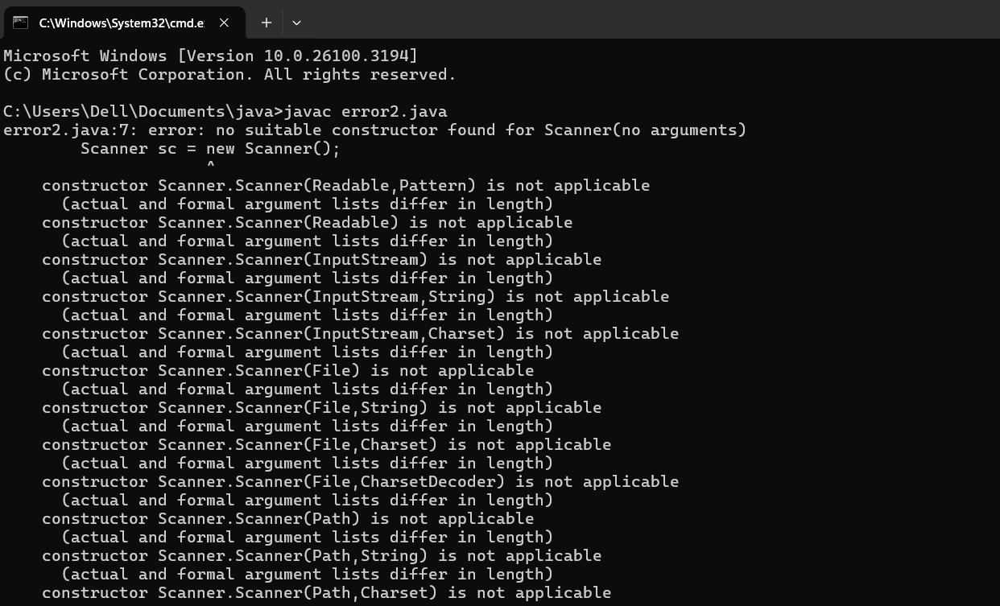 C:\Windows\System32\cmd.e
Microsoft Windows [Version 10.0.26100.3194]
(c) Microsoft Corporation. All rights reserved.
C:\Users\Dell\Documents\java>javac error2.java
error2.java:7: error: no suitable constructor found for Scanner(no arguments)
        Scanner sc = new Scanner();
                     ^
    constructor Scanner.Scanner(Readable,Pattern) is not applicable
      (actual and formal argument lists differ in length)
    constructor Scanner.Scanner(Readable) is not applicable
      (actual and formal argument lists differ in length)
    constructor Scanner.Scanner(InputStream) is not applicable
      (actual and formal argument lists differ in length)
    constructor Scanner.Scanner(InputStream,String) is not applicable
      (actual and formal argument lists differ in length)
    constructor Scanner.Scanner(InputStream,Charset) is not applicable
      (actual and formal argument lists differ in length)
    constructor Scanner.Scanner(File) is not applicable
      (actual and formal argument lists differ in length)
    constructor Scanner.Scanner(File,String) is not applicable
      (actual and formal argument lists differ in length)
    constructor Scanner.Scanner(File,Charset) is not applicable
      (actual and formal argument lists differ in length)
    constructor Scanner.Scanner(File,CharsetDecoder) is not applicable
      (actual and formal argument lists differ in length)
    constructor Scanner.Scanner(Path) is not applicable
      (actual and formal argument lists differ in length)
    constructor Scanner.Scanner(Path,String) is not applicable
      (actual and formal argument lists differ in length)
    constructor Scanner.Scanner(Path,Charset) is not applicable